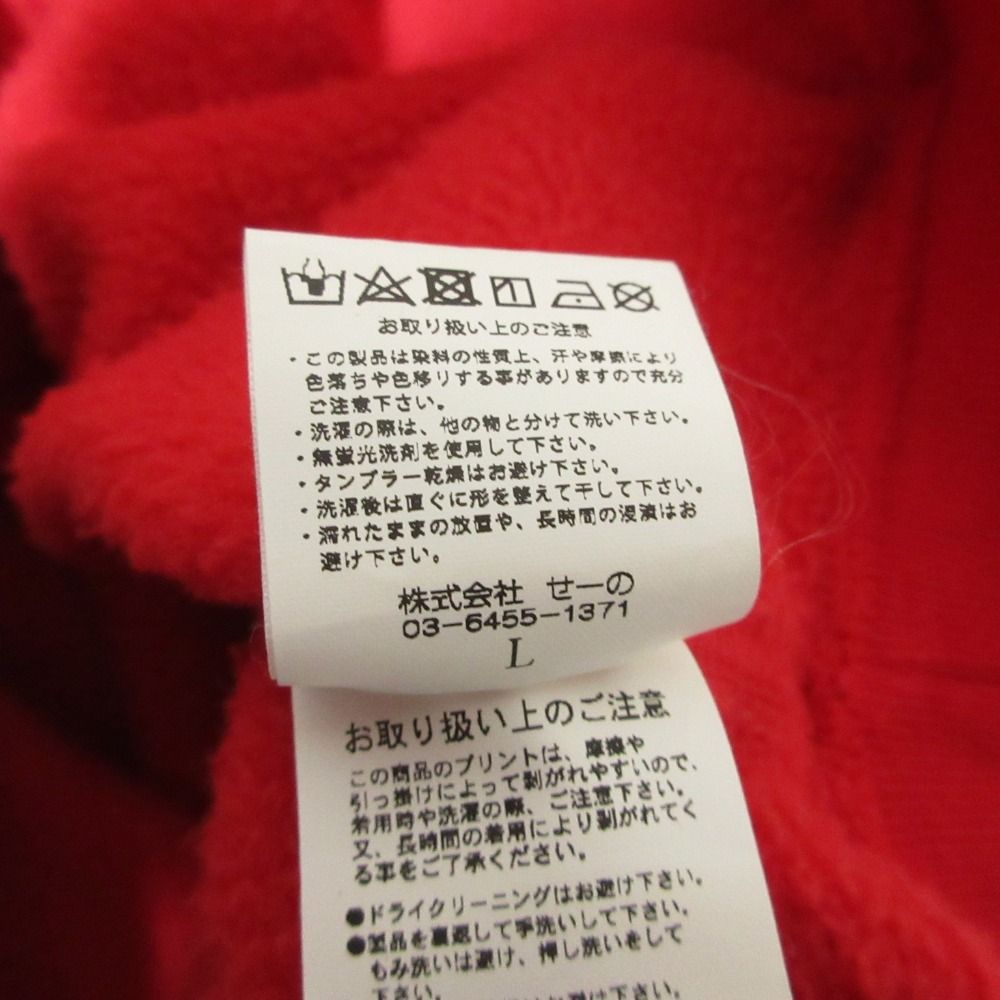 お取り扱い上のご注意
・この製品は染料の性質上、汗や摩擦により
色落ちや色移りする事がありますので充分
ご注意下さい。
・洗濯の際は、他の物と分けて洗い下さい。
・無蛍光洗剤を使用して下さい。
・タンブラー乾燥はお避け下さい。
・洗濯後は直ぐに形を整えて干して下さい。
・濡れたままの放置や、長時間の浸漬はお
避け下さい。
株式会社 せーの
03-6455-1371
L
お取り扱い上のご注意
この商品のプリントは、摩擦や
引っ掛けによって剥がれやすいので、
着用時や洗濯の際、ご注意下さい。
又、長時間の着用により剥がれてく
る事をご了承ください。
●ドライクリーニングはお避け下さい。
●製品を裏返して手洗いして下さい。
もみ洗いは避け、押し洗いをして
下さい。